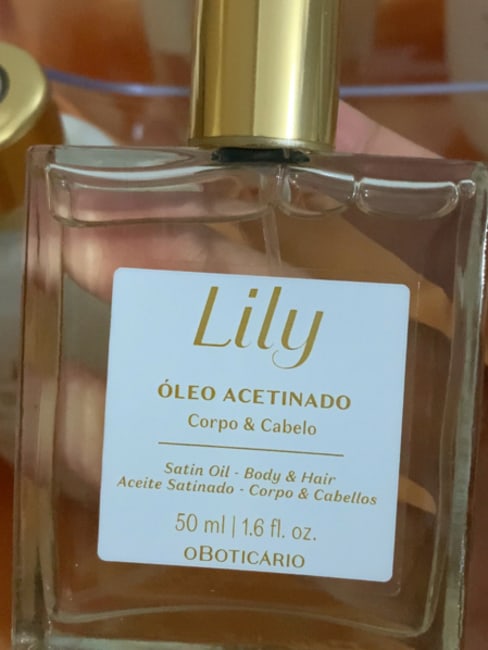 Lily
ÓLEO ACETINADO
Corpo & Cabelo
Satin Oil - Body & Hair
Aceite Satinado - Corpo & Cabellos
50 ml | 1.6 fl. oz.
oBOTICÁRIO